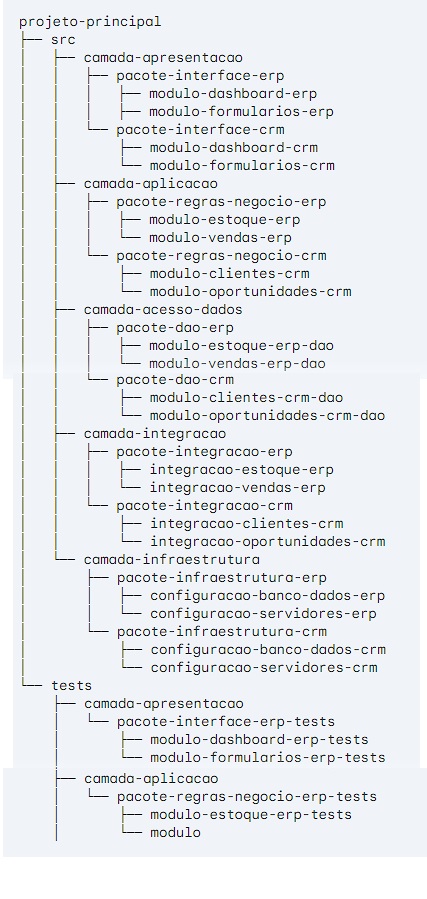 projeto-principal
├── src
│   ├── camada-apresentacao
│   │   ├── pacote-interface-erp
│   │   │   ├── modulo-dashboard-erp
│   │   │   ├── modulo-formularios-erp
│   │   └── pacote-interface-crm
│   │       ├── modulo-dashboard-crm
│   │       └── modulo-formularios-crm
│   ├── camada-aplicacao
│   │   ├── pacote-regras-negocio-erp
│   │   │   ├── modulo-estoque-erp
│   │   │   └── modulo-vendas-erp
│   │   └── pacote-regras-negocio-crm
│   │       ├── modulo-clientes-crm
│   │       └── modulo-oportunidades-crm
│   ├── camada-acesso-dados
│   │   ├── pacote-dao-erp
│   │   │   ├── modulo-estoque-erp-dao
│   │   │   └── modulo-vendas-erp-dao
│   │   └── pacote-dao-crm
│   │       ├── modulo-clientes-crm-dao
│   │       └── modulo-oportunidades-crm-dao
│   ├── camada-integracao
│   │   ├── pacote-integracao-erp
│   │   │   ├── integracao-estoque-erp
│   │   │   └── integracao-vendas-erp
│   │   └── pacote-integracao-crm
│   │       ├── integracao-clientes-crm
│   │       └── integracao-oportunidades-crm
│   └── camada-infraestrutura
│       ├── pacote-infraestrutura-erp
│       │   ├── configuracao-banco-dados-erp
│       │   └── configuracao-servidores-erp
│       └── pacote-infraestrutura-crm
│           ├── configuracao-banco-dados-crm
│           └── configuracao-servidores-crm
└── tests
    ├── camada-apresentacao
    │   └── pacote-interface-erp-tests
    │       ├── modulo-dashboard-erp-tests
    │       └── modulo-formularios-erp-tests
    ├── camada-aplicacao
    │   └── pacote-regras-negocio-erp-tests
    │       ├── modulo-estoque-erp-tests
    │       └── modulo